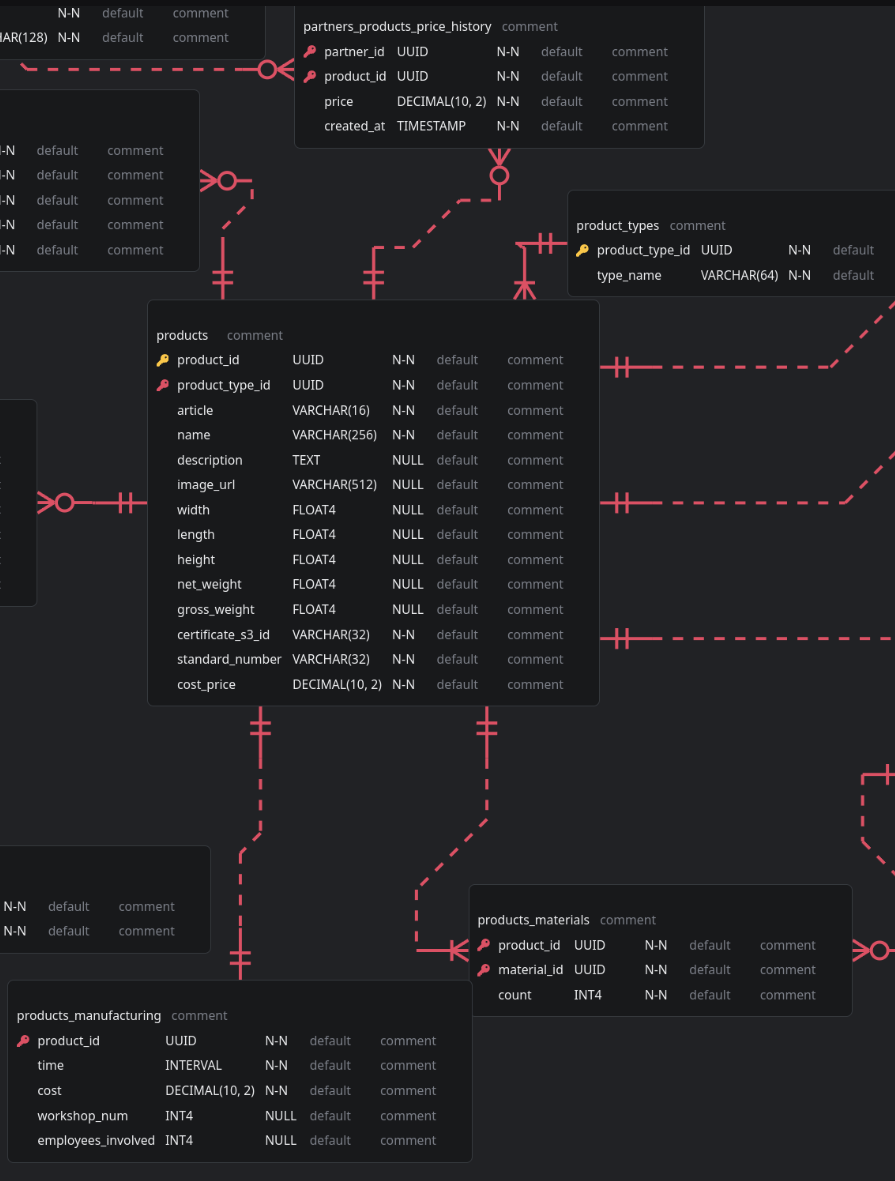 N-N default comment
AR(128) N-N default comment
partners_products_price_history comment
partner_id UUID N-N default comment
product_id UUID N-N default comment
price DECIMAL(10, 2) N-N default comment
created_at TIMESTAMP N-N default comment
-N default comment
-N default comment
-N default comment
-N default comment
-N default comment
product_types comment
product_type_id UUID N-N default
type_name VARCHAR(64) N-N default
products comment
product_id UUID N-N default comment
product_type_id UUID N-N default comment
article VARCHAR(16) N-N default comment
name VARCHAR(256) N-N default comment
description TEXT NULL default comment
image_url VARCHAR(512) NULL default comment
width FLOAT4 NULL default comment
length FLOAT4 NULL default comment
height FLOAT4 NULL default comment
net_weight FLOAT4 NULL default comment
gross_weight FLOAT4 NULL default comment
certificate_s3_id VARCHAR(32) N-N default comment
standard_number VARCHAR(32) N-N default comment
cost_price DECIMAL(10, 2) N-N default comment
N-N default comment
N-N default comment
products_materials comment
product_id UUID N-N default comment
material_id UUID N-N default comment
count INT4 N-N default comment
products_manufacturing comment
product_id UUID N-N default comment
time INTERVAL N-N default comment
cost DECIMAL(10, 2) N-N default comment
workshop_num INT4 NULL default comment
employees_involved INT4 NULL default comment